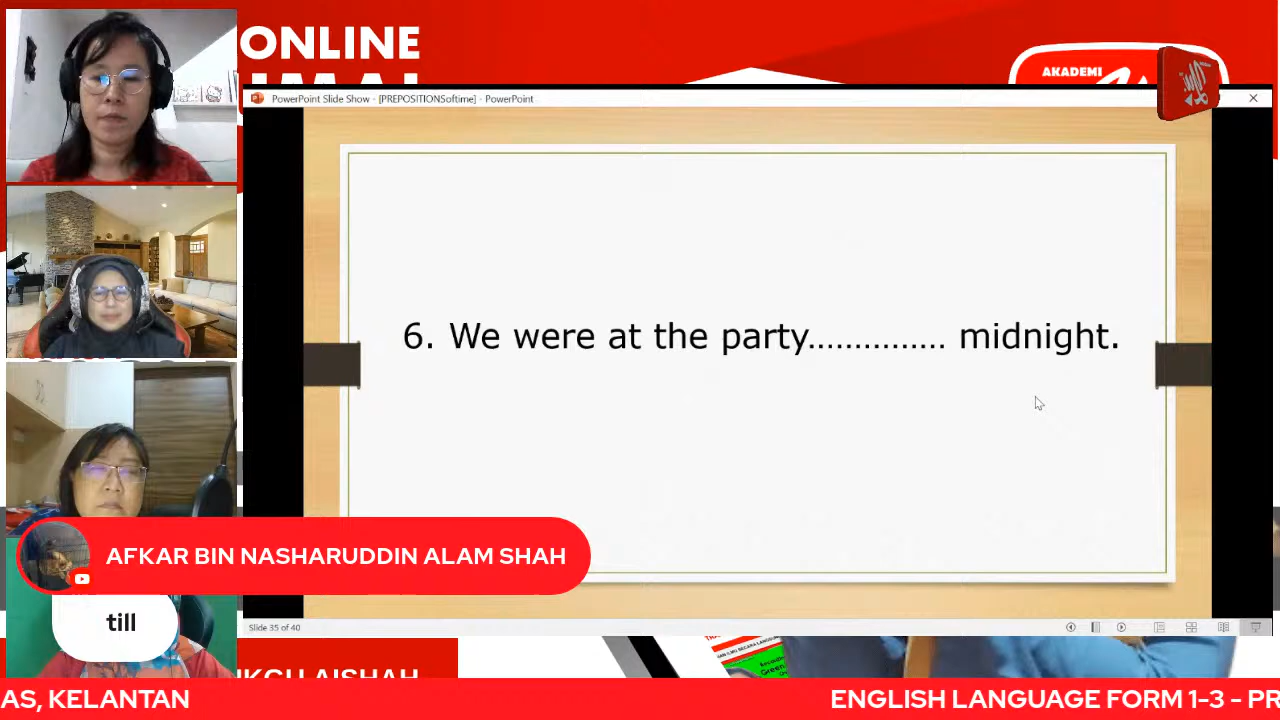 ONLINE
AKADEMI
PowerPoint Slide Show - [PREPOSITIONSoftime] - PowerPoint
6. We were at the party............... midnight.
AFKAR BIN NASHARUDDIN ALAM SHAH
till
Slide 35 of 40
AS, KELANTAN
ENGLISH LANGUAGE FORM 1-3 - PR